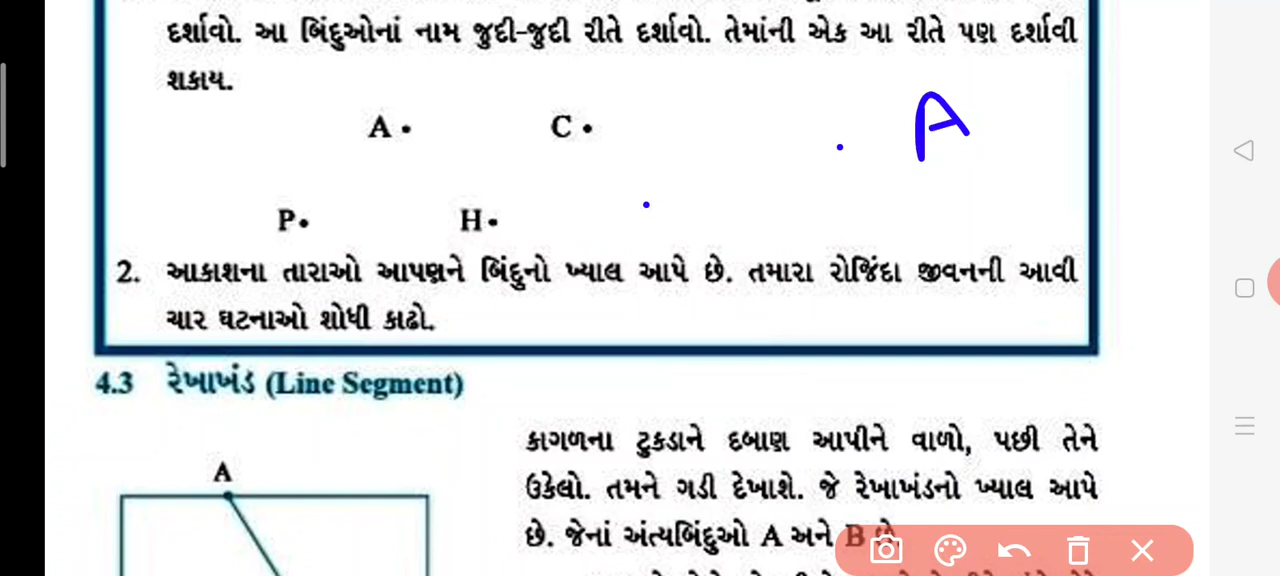 દર્શાવો. આ બિંદુઓનાં નામ જુદી-જુદી રીતે દર્શાવો. તેમાંની એક આ રીતે પણ દર્શાવી
શકાય.
A • C • A
P • H •
2. આકાશના તારાઓ આપણને બિંદુનો ખ્યાલ આપે છે. તમારા રોજિંદા જીવનની આવી
ચાર ઘટનાઓ શોધી કાઢો.
4.3 રેખાખંડ (Line Segment)
કાગળના ટુકડાને દબાણ આપીને વાળો, પછી તેને
A
ઉકેલો. તમને ગડી દેખાશે. જે રેખાખંડનો ખ્યાલ આપે
છે. જેનાં અંત્યબિંદુઓ A અને B છે.